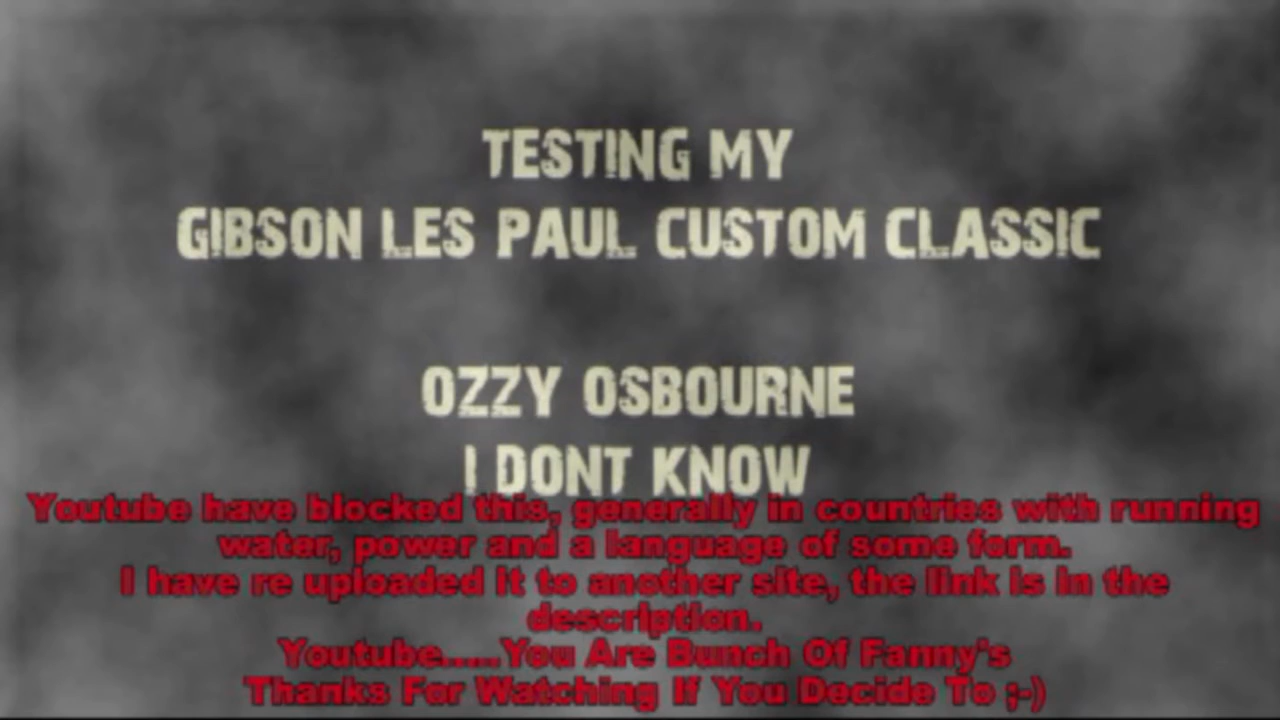 TESTING MY
GIBSON LES PAUL CUSTOM CLASSIC
OZZY OSBOURNE
I DONT KNOW
Youtube have blocked this, generally in countries with running
water, power and a language of some form.
I have re uploaded it to another site, the link is in the
description.
Youtube.....You Are Bunch Of Fanny's
Thanks For Watching If You Decide To ;-)